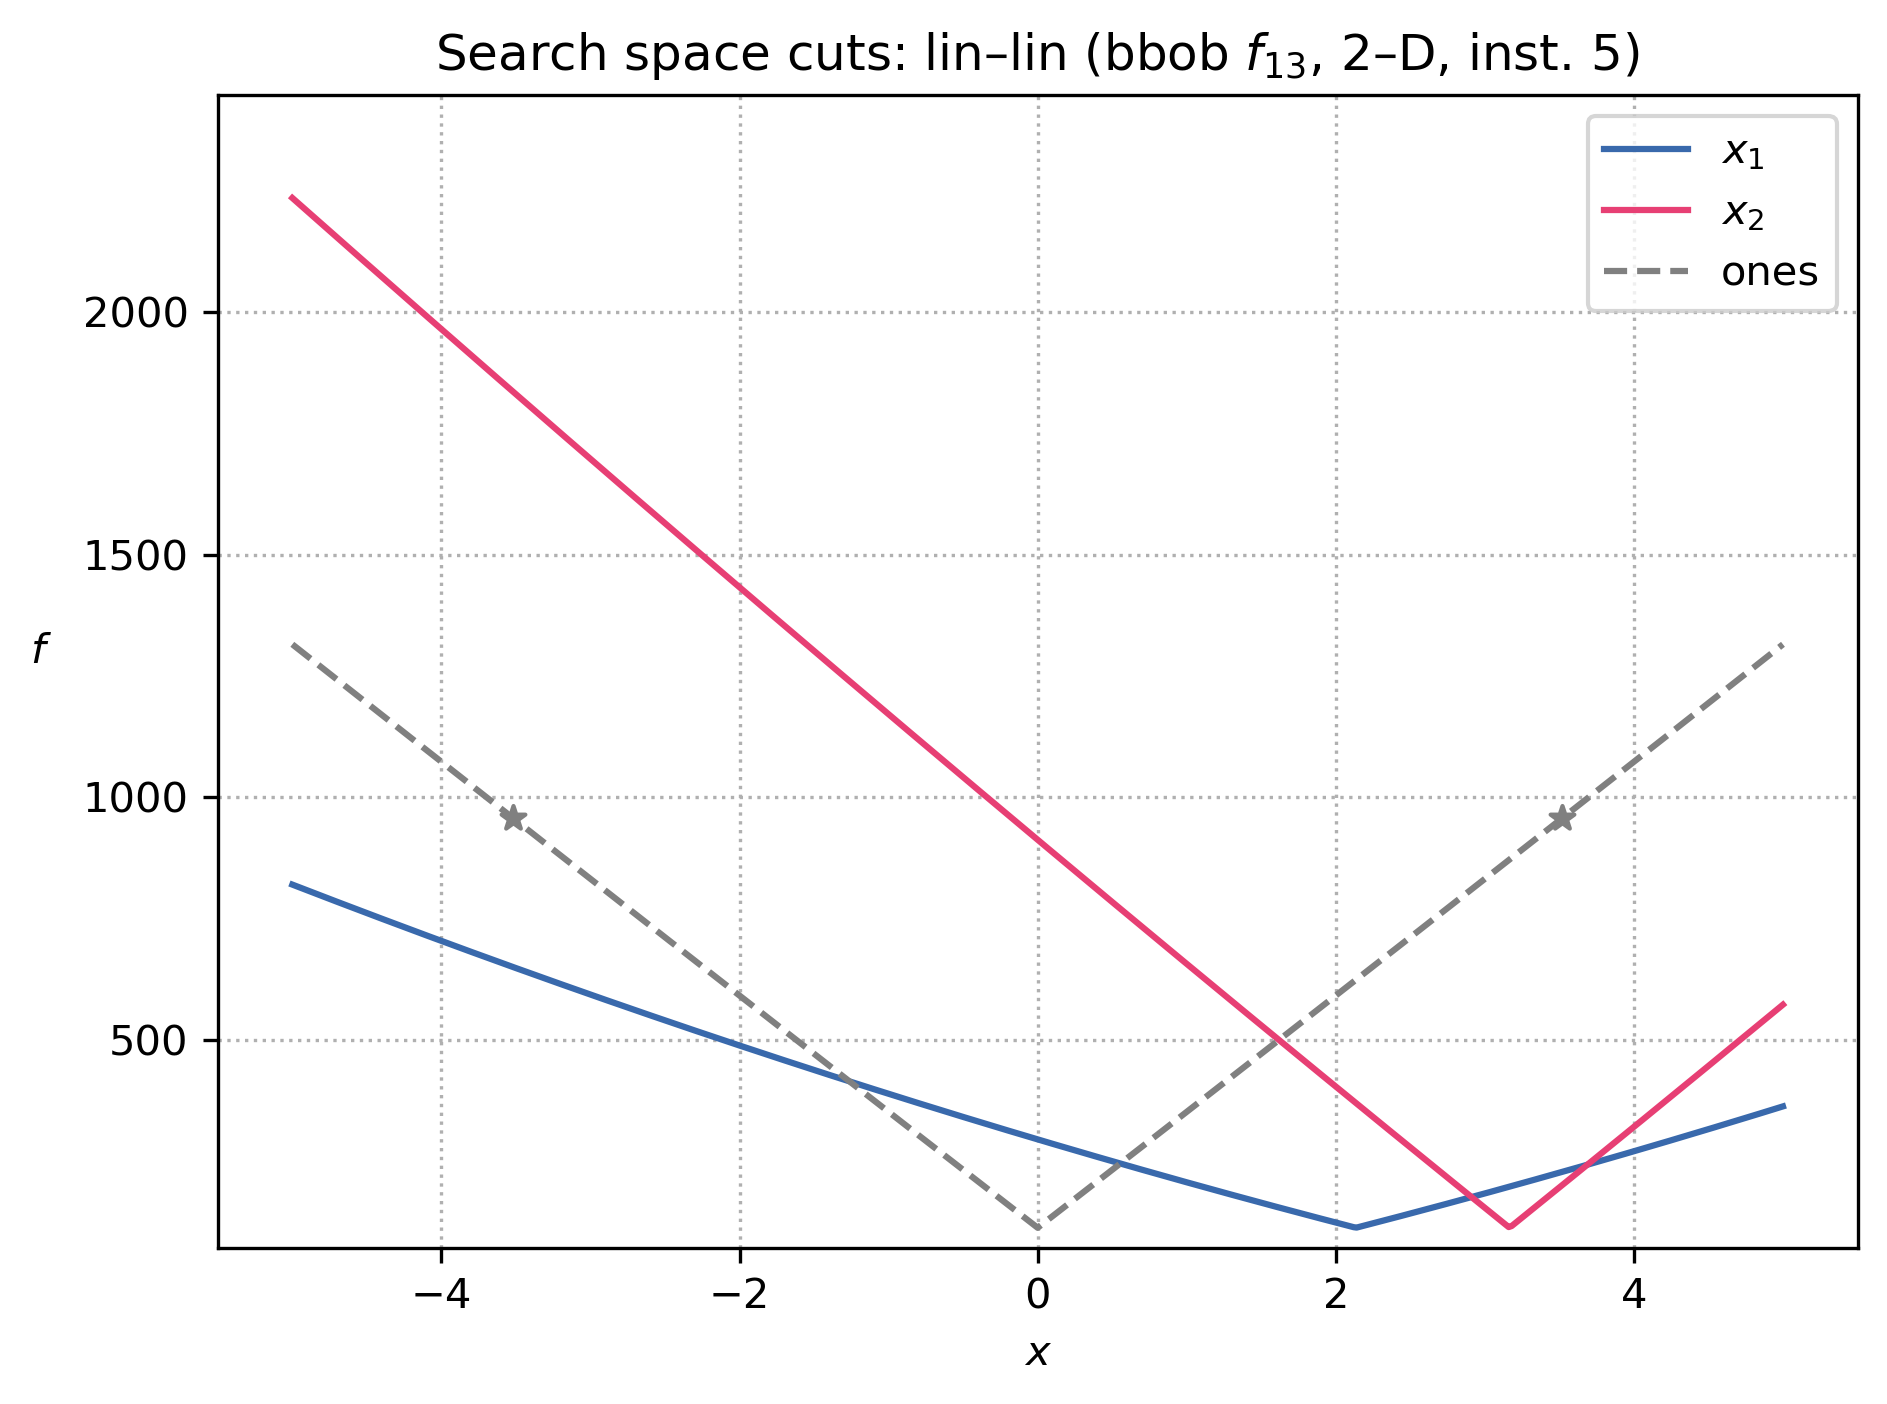 Search space cuts: lin–lin (bbob f₁₃, 2–D, inst. 5)
x₁
x₂
ones
2000
1500
1000
500
f
−4
−2
0
2
4
x